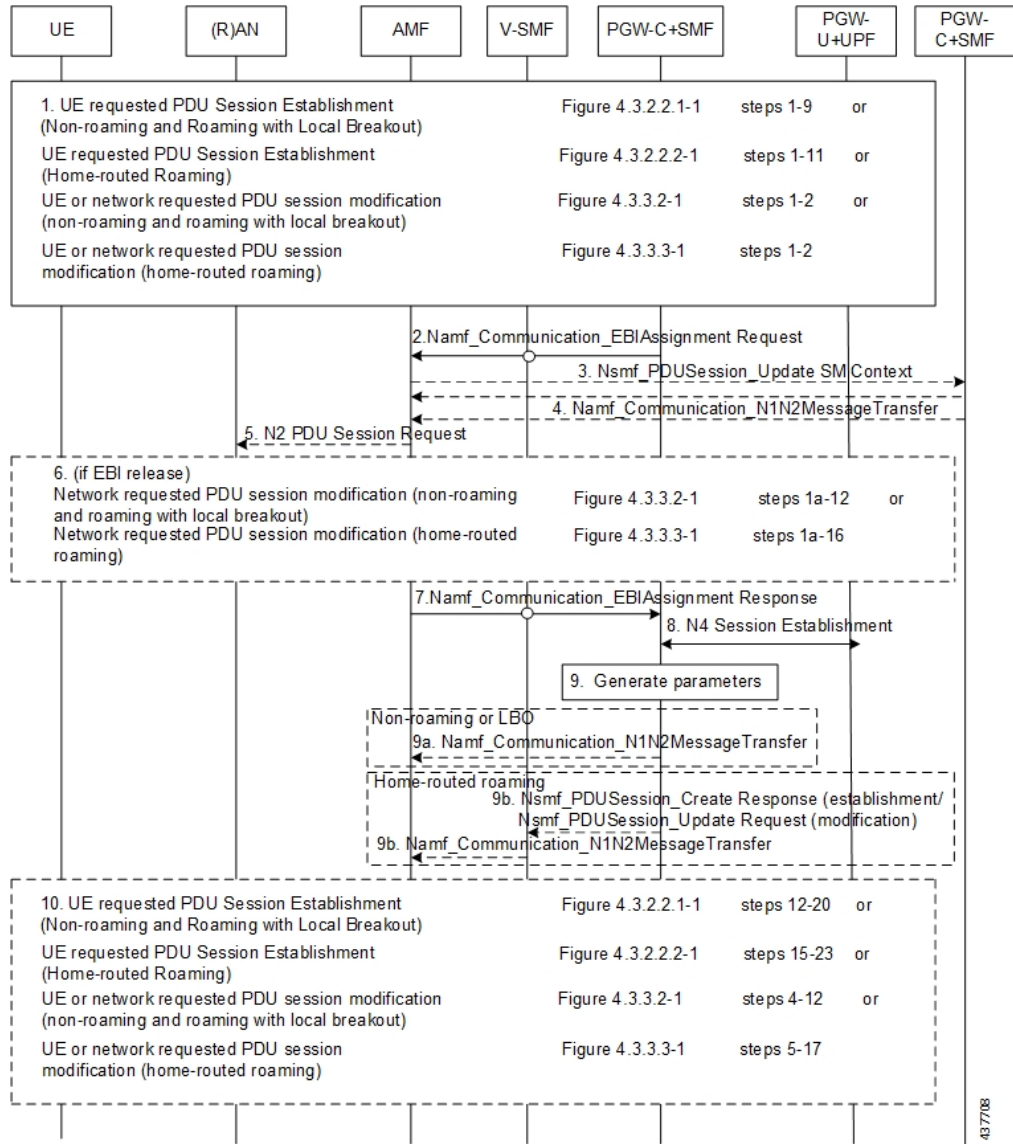 UE
(R)AN
AMF
V-SMF
PGW-C+SMF
PGW-
U+UPF
PGW-
C+SMF
1. UE requested PDU Session Establishment Figure 4.3.2.2.1-1 steps 1-9 or
(Non-roaming and Roaming with Local Breakout)
UE requested PDU Session Establishment Figure 4.3.2.2.2-1 steps 1-11 or
(Home-routed Roaming)
UE or network requested PDU session modification Figure 4.3.3.2-1 steps 1-2 or
(non-roaming and roaming with local breakout)
UE or network requested PDU session Figure 4.3.3.3-1 steps 1-2
modification (home-routed roaming)
2.Namf_Communication_EBIAssignment Request
3. Nsmf_PDUSession_Update SM Context
4. Namf_Communication_N1N2MessageTransfer
5. N2 PDU Session Request
6. (if EBI release)
Network requested PDU session modification (non-roaming Figure 4.3.3.2-1 steps 1a-12 or
and roaming with local breakout)
Network requested PDU session modification (home-routed Figure 4.3.3.3-1 steps 1a-16
roaming)
7.Namf_Communication_EBIAssignment Response
8. N4 Session Establishment
9. Generate parameters
Non-roaming or LBO
9a. Namf_Communication_N1N2MessageTransfer
Home-routed roaming
9b. Nsmf_PDUSession_Create Response (establishment/
Nsmf_PDUSession_Update Request (modification)
9b. Namf_Communication_N1N2MessageTransfer
10. UE requested PDU Session Establishment Figure 4.3.2.2.1-1 steps 12-20 or
(Non-roaming and Roaming with Local Breakout)
UE requested PDU Session Establishment Figure 4.3.2.2.2-1 steps 15-23 or
(Home-routed Roaming)
UE or network requested PDU session modification Figure 4.3.3.2-1 steps 4-12 or
(non-roaming and roaming with local breakout)
UE or network requested PDU session Figure 4.3.3.3-1 steps 5-17
modification (home-routed roaming)
437708